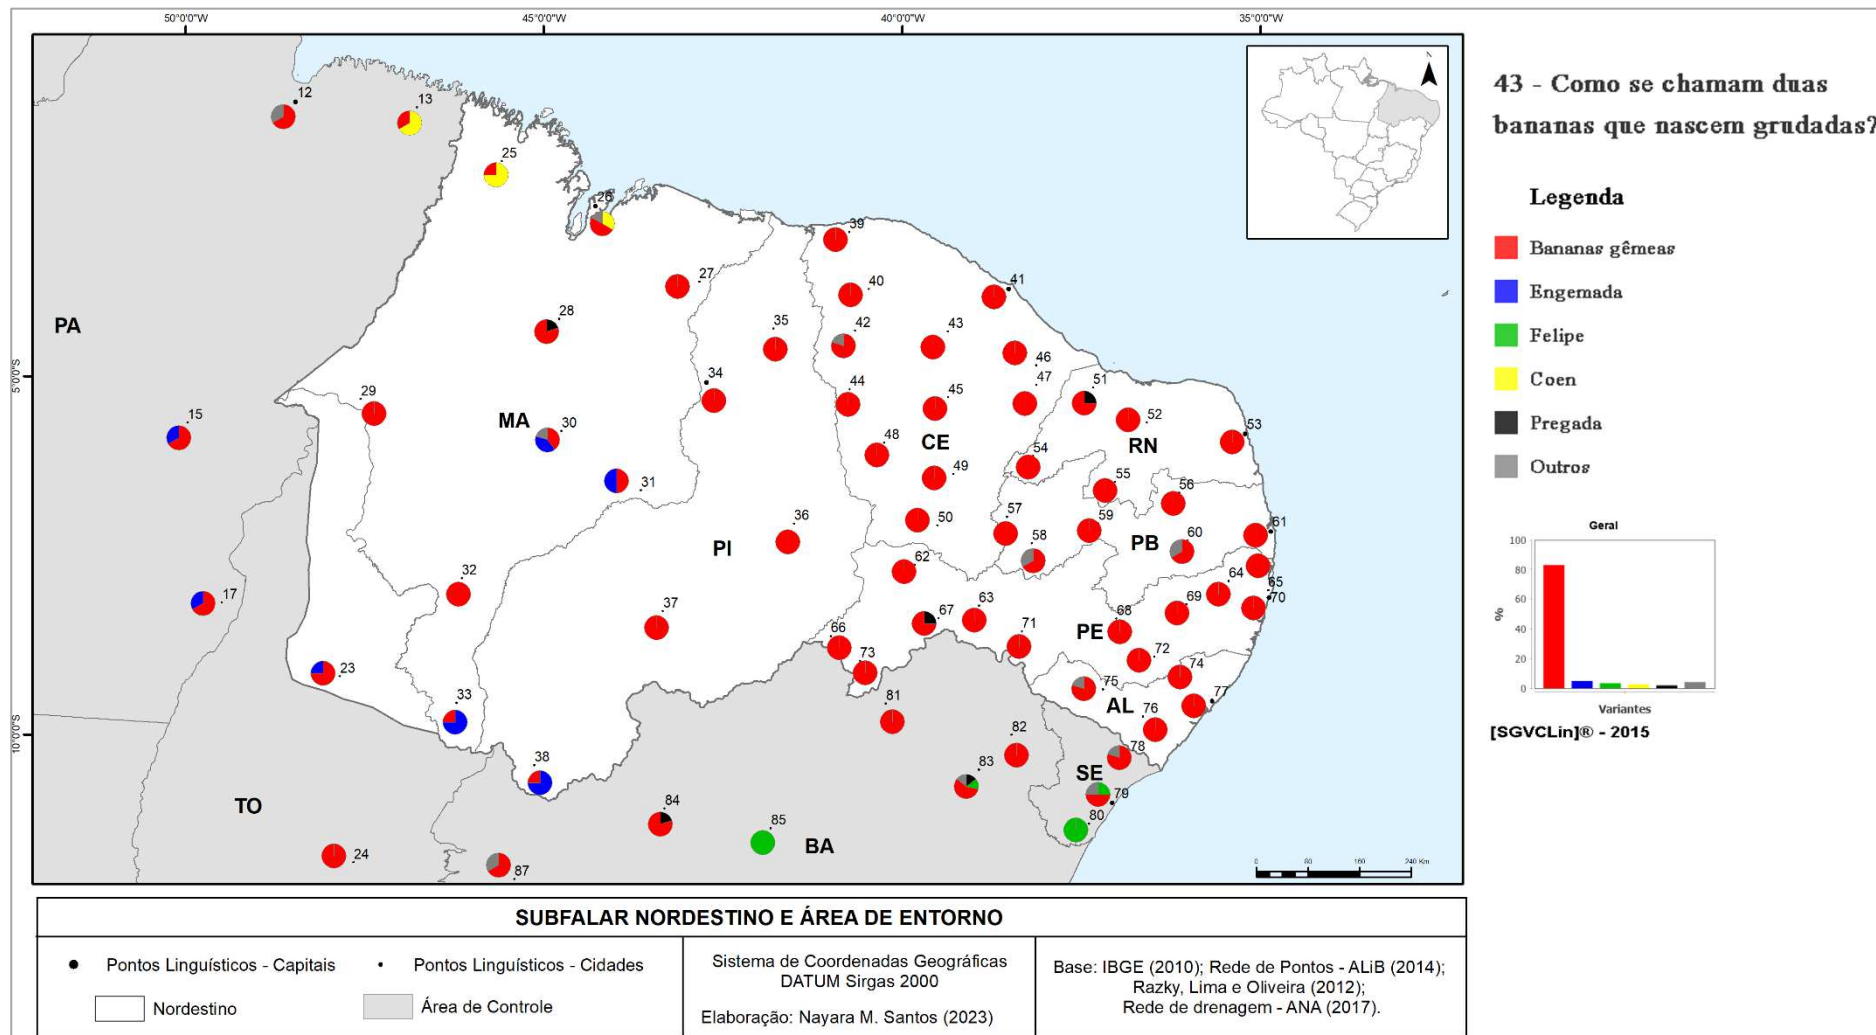 50°0'0"W
45°0'0"W
40°0'0"W
35°0'0"W
5°0'0"S
10°0'0"S
N
12
13
25
26
27
28
29
15
30
31
32
17
23
33
38
24
34
35
36
37
39
40
41
42
43
44
45
46
47
48
49
50
51
52
53
54
55
56
57
58
59
60
61
62
63
64
65
70
66
67
68
69
71
72
73
74
75
76
77
78
79
80
81
82
83
84
85
87
PA
MA
PI
CE
RN
PB
PE
AL
SE
BA
TO
0 80 160 240 Km
43 - Como se chamam duas
bananas que nascem grudadas?
Legenda
Bananas gêmeas
Engemada
Felipe
Coen
Pregada
Outros
Geral
%
100
80
60
40
20
0
Variantes
[SGVCLin]® - 2015
SUBFALAR NORDESTINO E ÁREA DE ENTORNO
Pontos Linguísticos - Capitais
Pontos Linguísticos - Cidades
Nordestino
Área de Controle
Sistema de Coordenadas Geográficas
DATUM Sirgas 2000
Elaboração: Nayara M. Santos (2023)
Base: IBGE (2010); Rede de Pontos - ALiB (2014);
Razky, Lima e Oliveira (2012);
Rede de drenagem - ANA (2017).